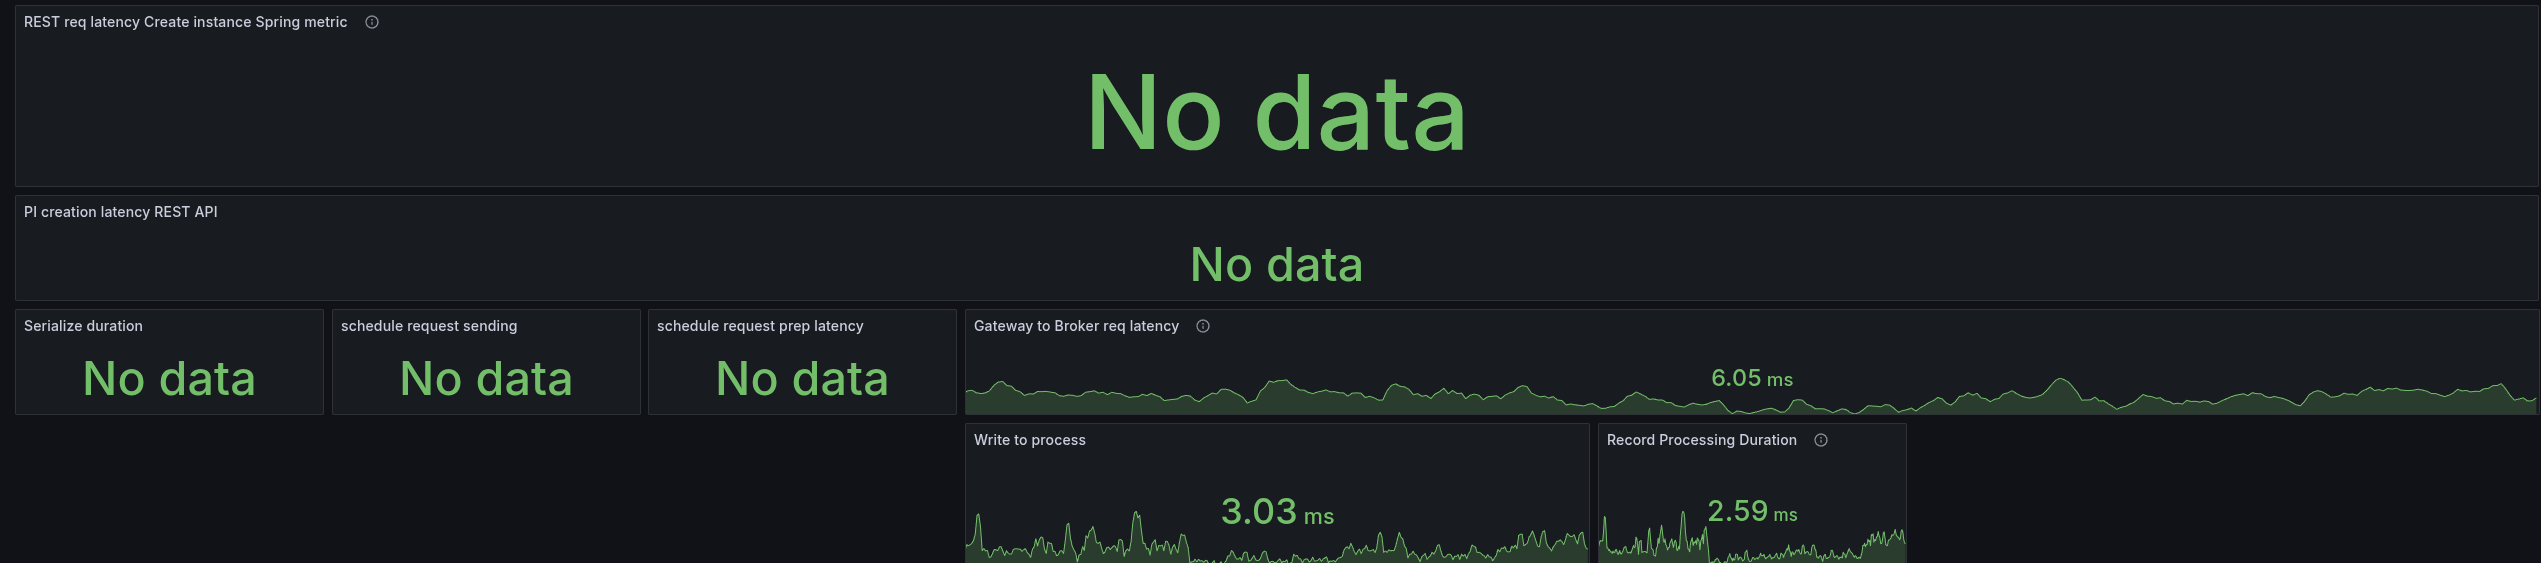 REST req latency Create instance Spring metric
No data
PI creation latency REST API
No data
Serialize duration
No data
schedule request sending
No data
schedule request prep latency
No data
Gateway to Broker req latency
6.05 ms
Write to process
3.03 ms
Record Processing Duration
2.59 ms